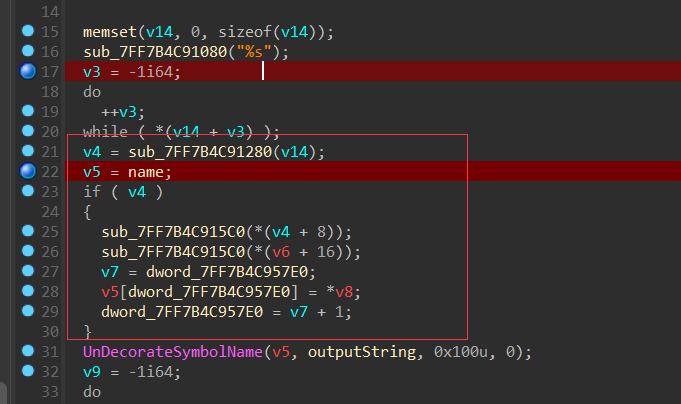 14
15 memset(v14, 0, sizeof(v14));
16 sub_7FF7B4C91080("%s");
17 v3 = -1i64;
18 do
19 ++v3;
20 while ( *(v14 + v3) );
21 v4 = sub_7FF7B4C91280(v14);
22 v5 = name;
23 if ( v4 )
24 {
25 sub_7FF7B4C915C0(*(v4 + 8));
26 sub_7FF7B4C915C0(*(v6 + 16));
27 v7 = dword_7FF7B4C957E0;
28 v5[dword_7FF7B4C957E0] = *v8;
29 dword_7FF7B4C957E0 = v7 + 1;
30 }
31 UnDecorateSymbolName(v5, outputString, 0x100u, 0);
32 v9 = -1i64;
33 do